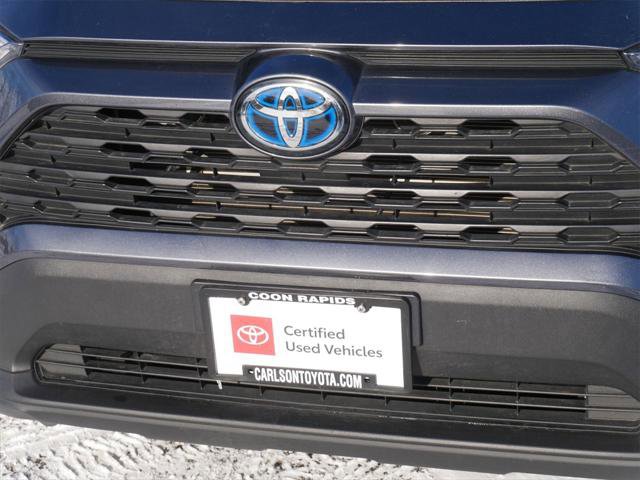 COON RAPIDS
Certified
Used Vehicles
CARLSONTOYOTA.COM